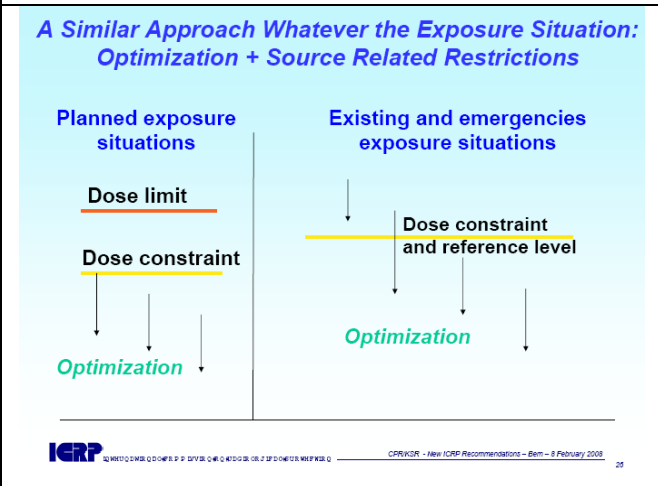 A Similar Approach Whatever the Exposure Situation:
Optimization + Source Related Restrictions
Planned exposure
situations
Existing and emergencies
exposure situations
Dose limit
Dose constraint
Optimization
Dose constraint
and reference level
Optimization
ICRP
CPR/KSR - New ICRP Recommendations – Bern – 8 February 2008